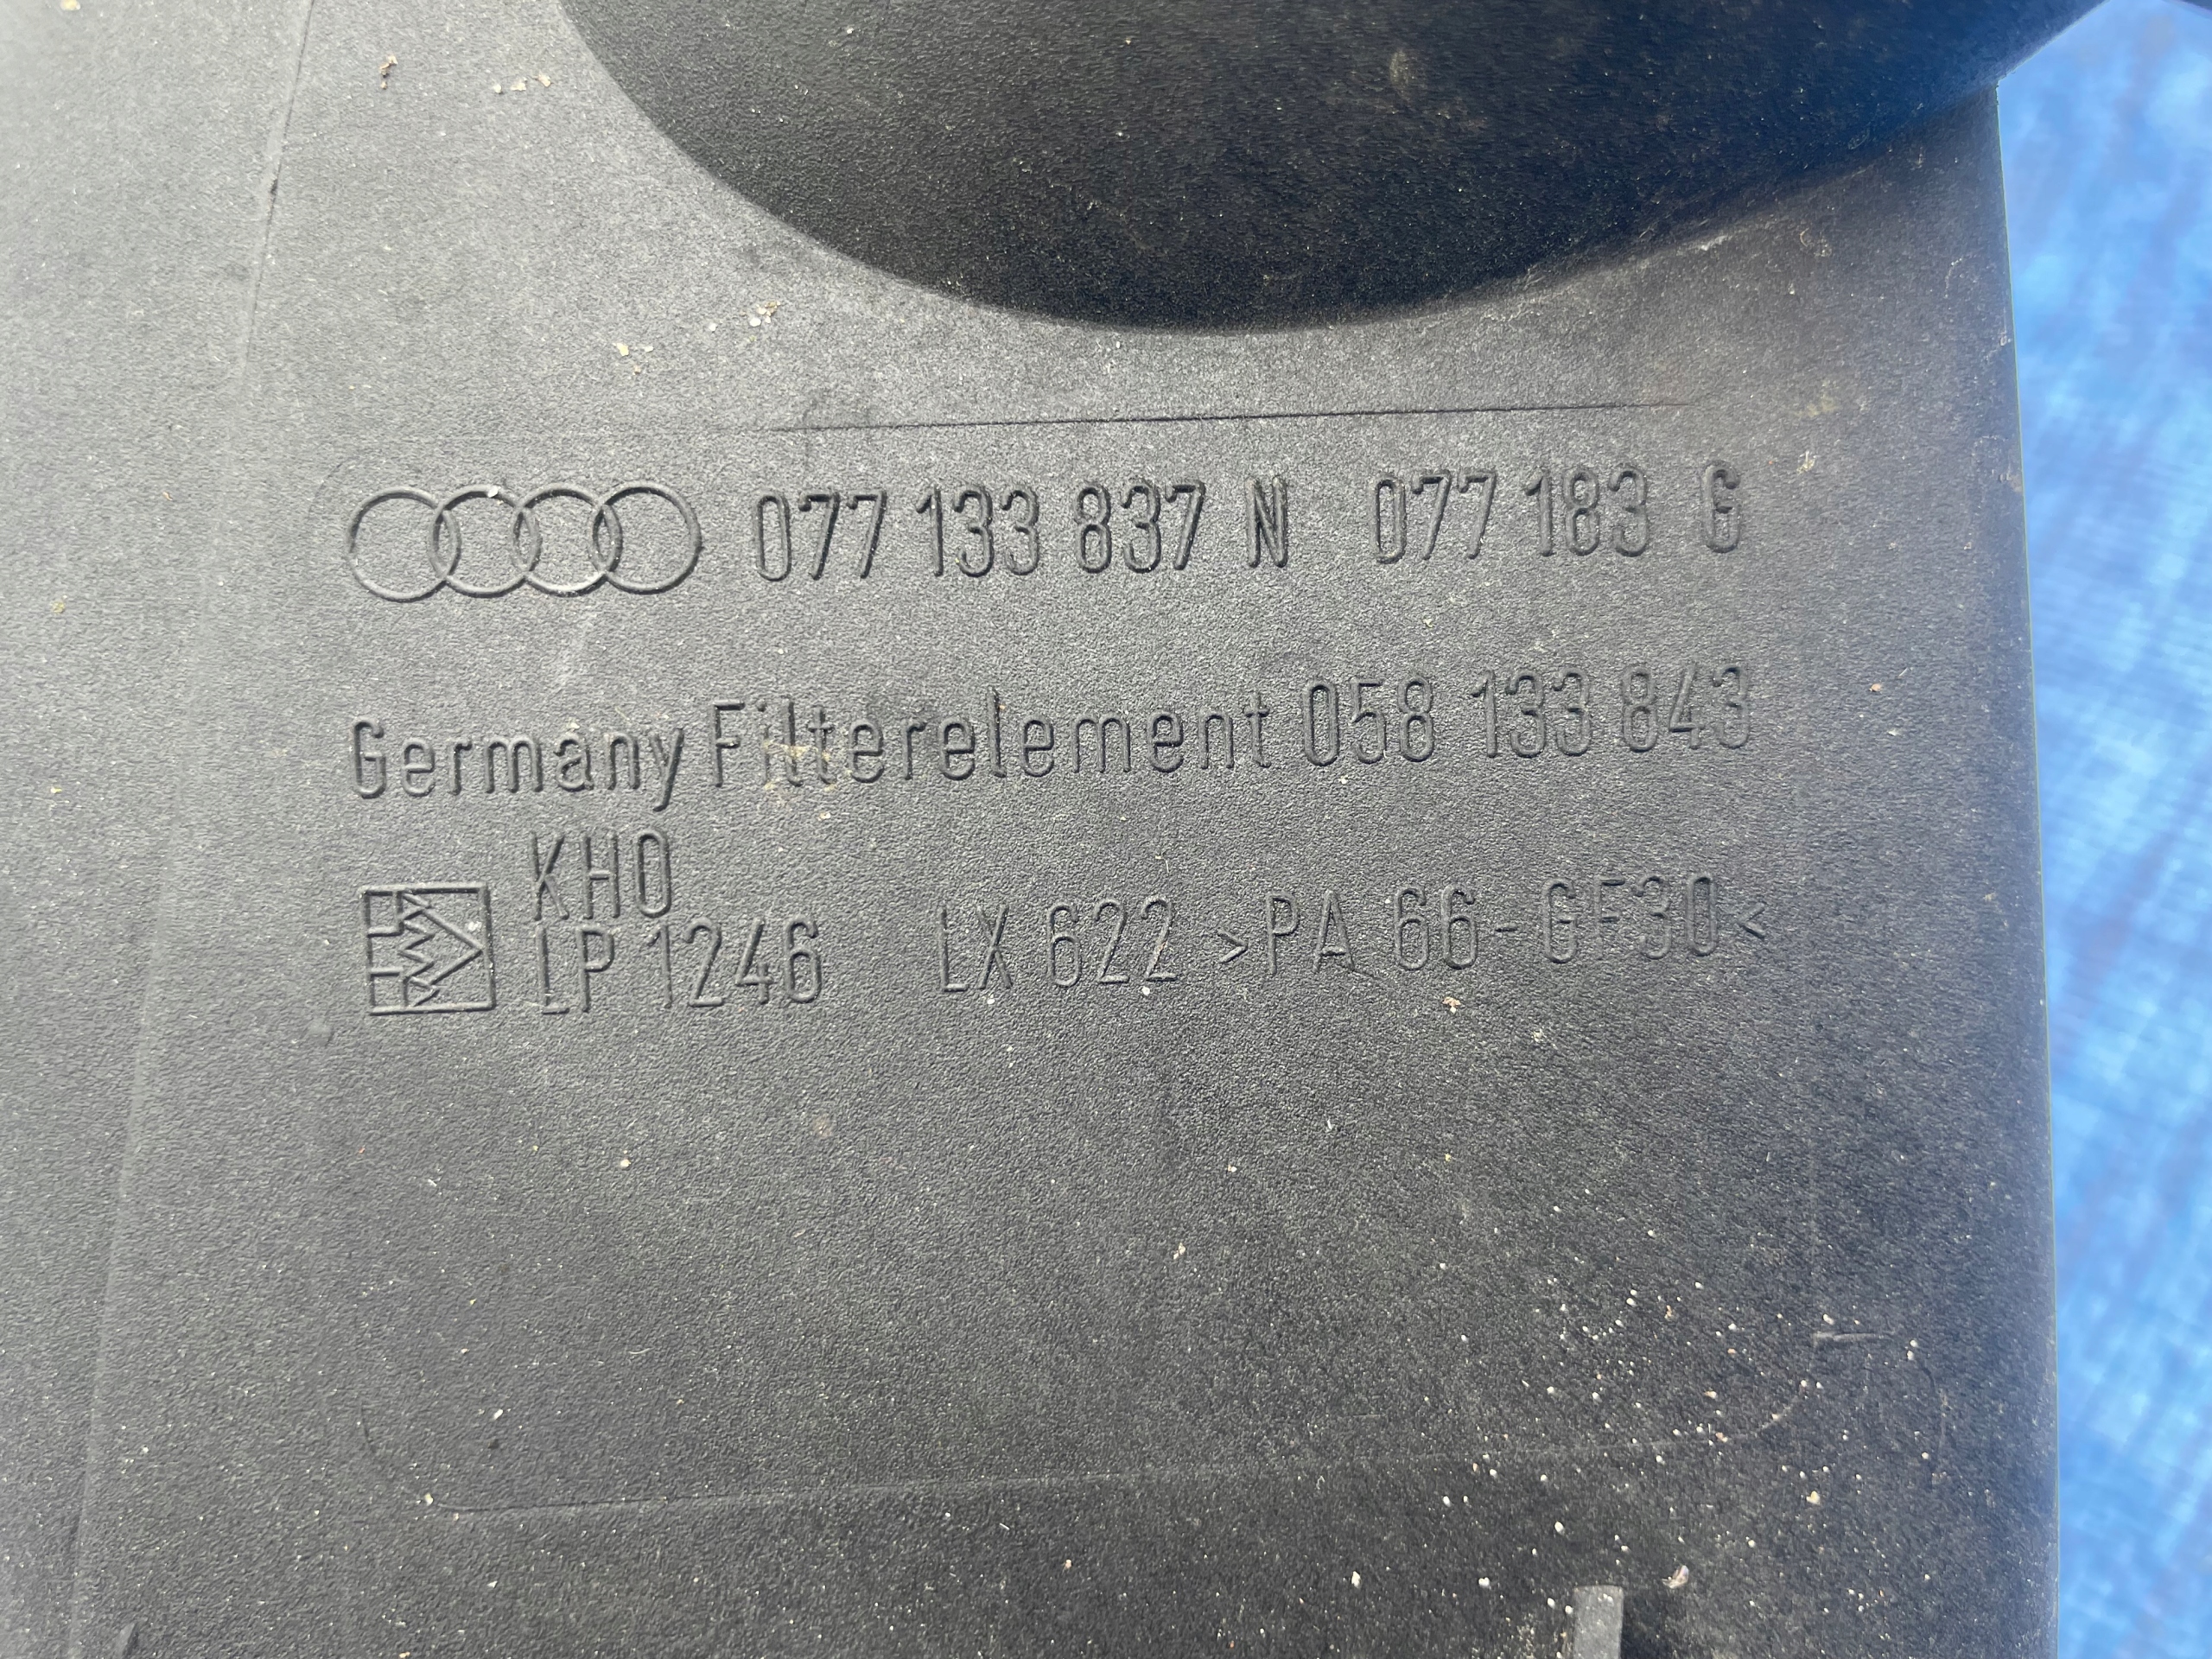 077 133 837 N 077 183 G
Germany Filterelement 058 133 843
KHO
LP 1246 LX 622 >PA 66-GF30<